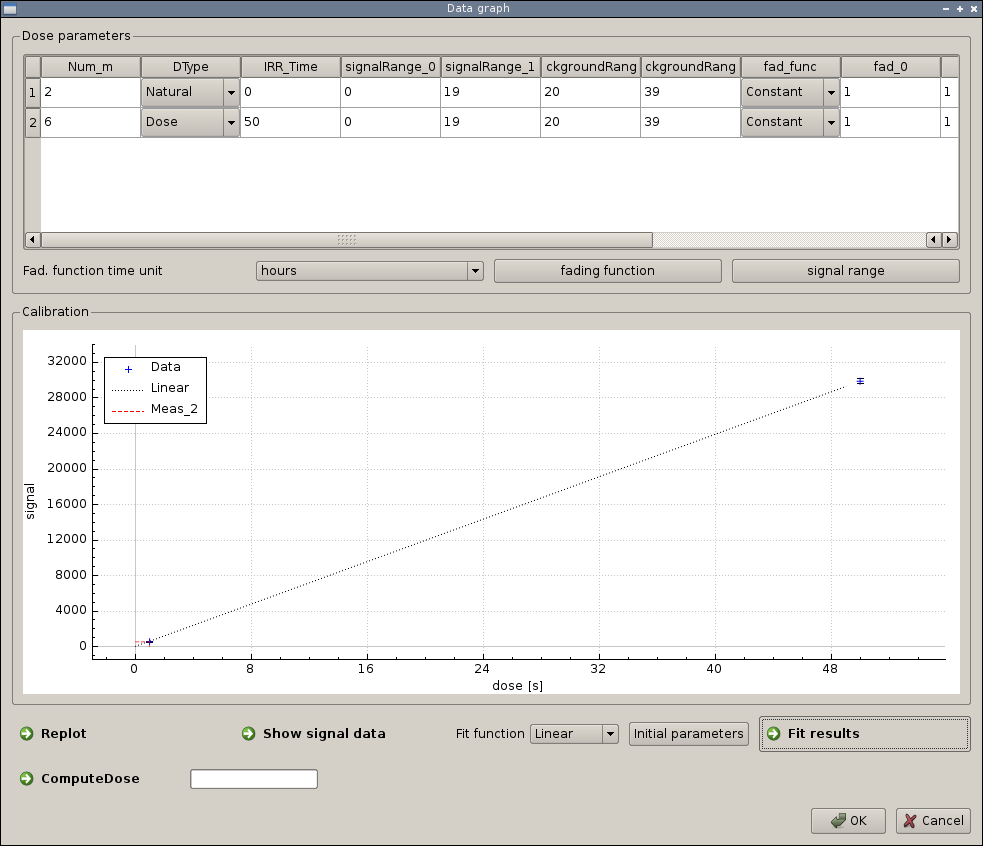 Data graph
Dose parameters
Num_m DType IRR_Time signalRange_0 signalRange_1 ckgroundRang ckgroundRang fad_func fad_0
1 2 Natural 0 0 19 20 39 Constant 1 1
2 6 Dose 50 0 19 20 39 Constant 1 1
Fad. function time unit hours fading function signal range
Calibration
32000
28000
24000
20000
16000
12000
8000
4000
0
signal
Data
Linear
Meas_2
0 8 16 24 32 40 48
dose [s]
Replot Show signal data Fit function Linear Initial parameters Fit results
ComputeDose
OK Cancel